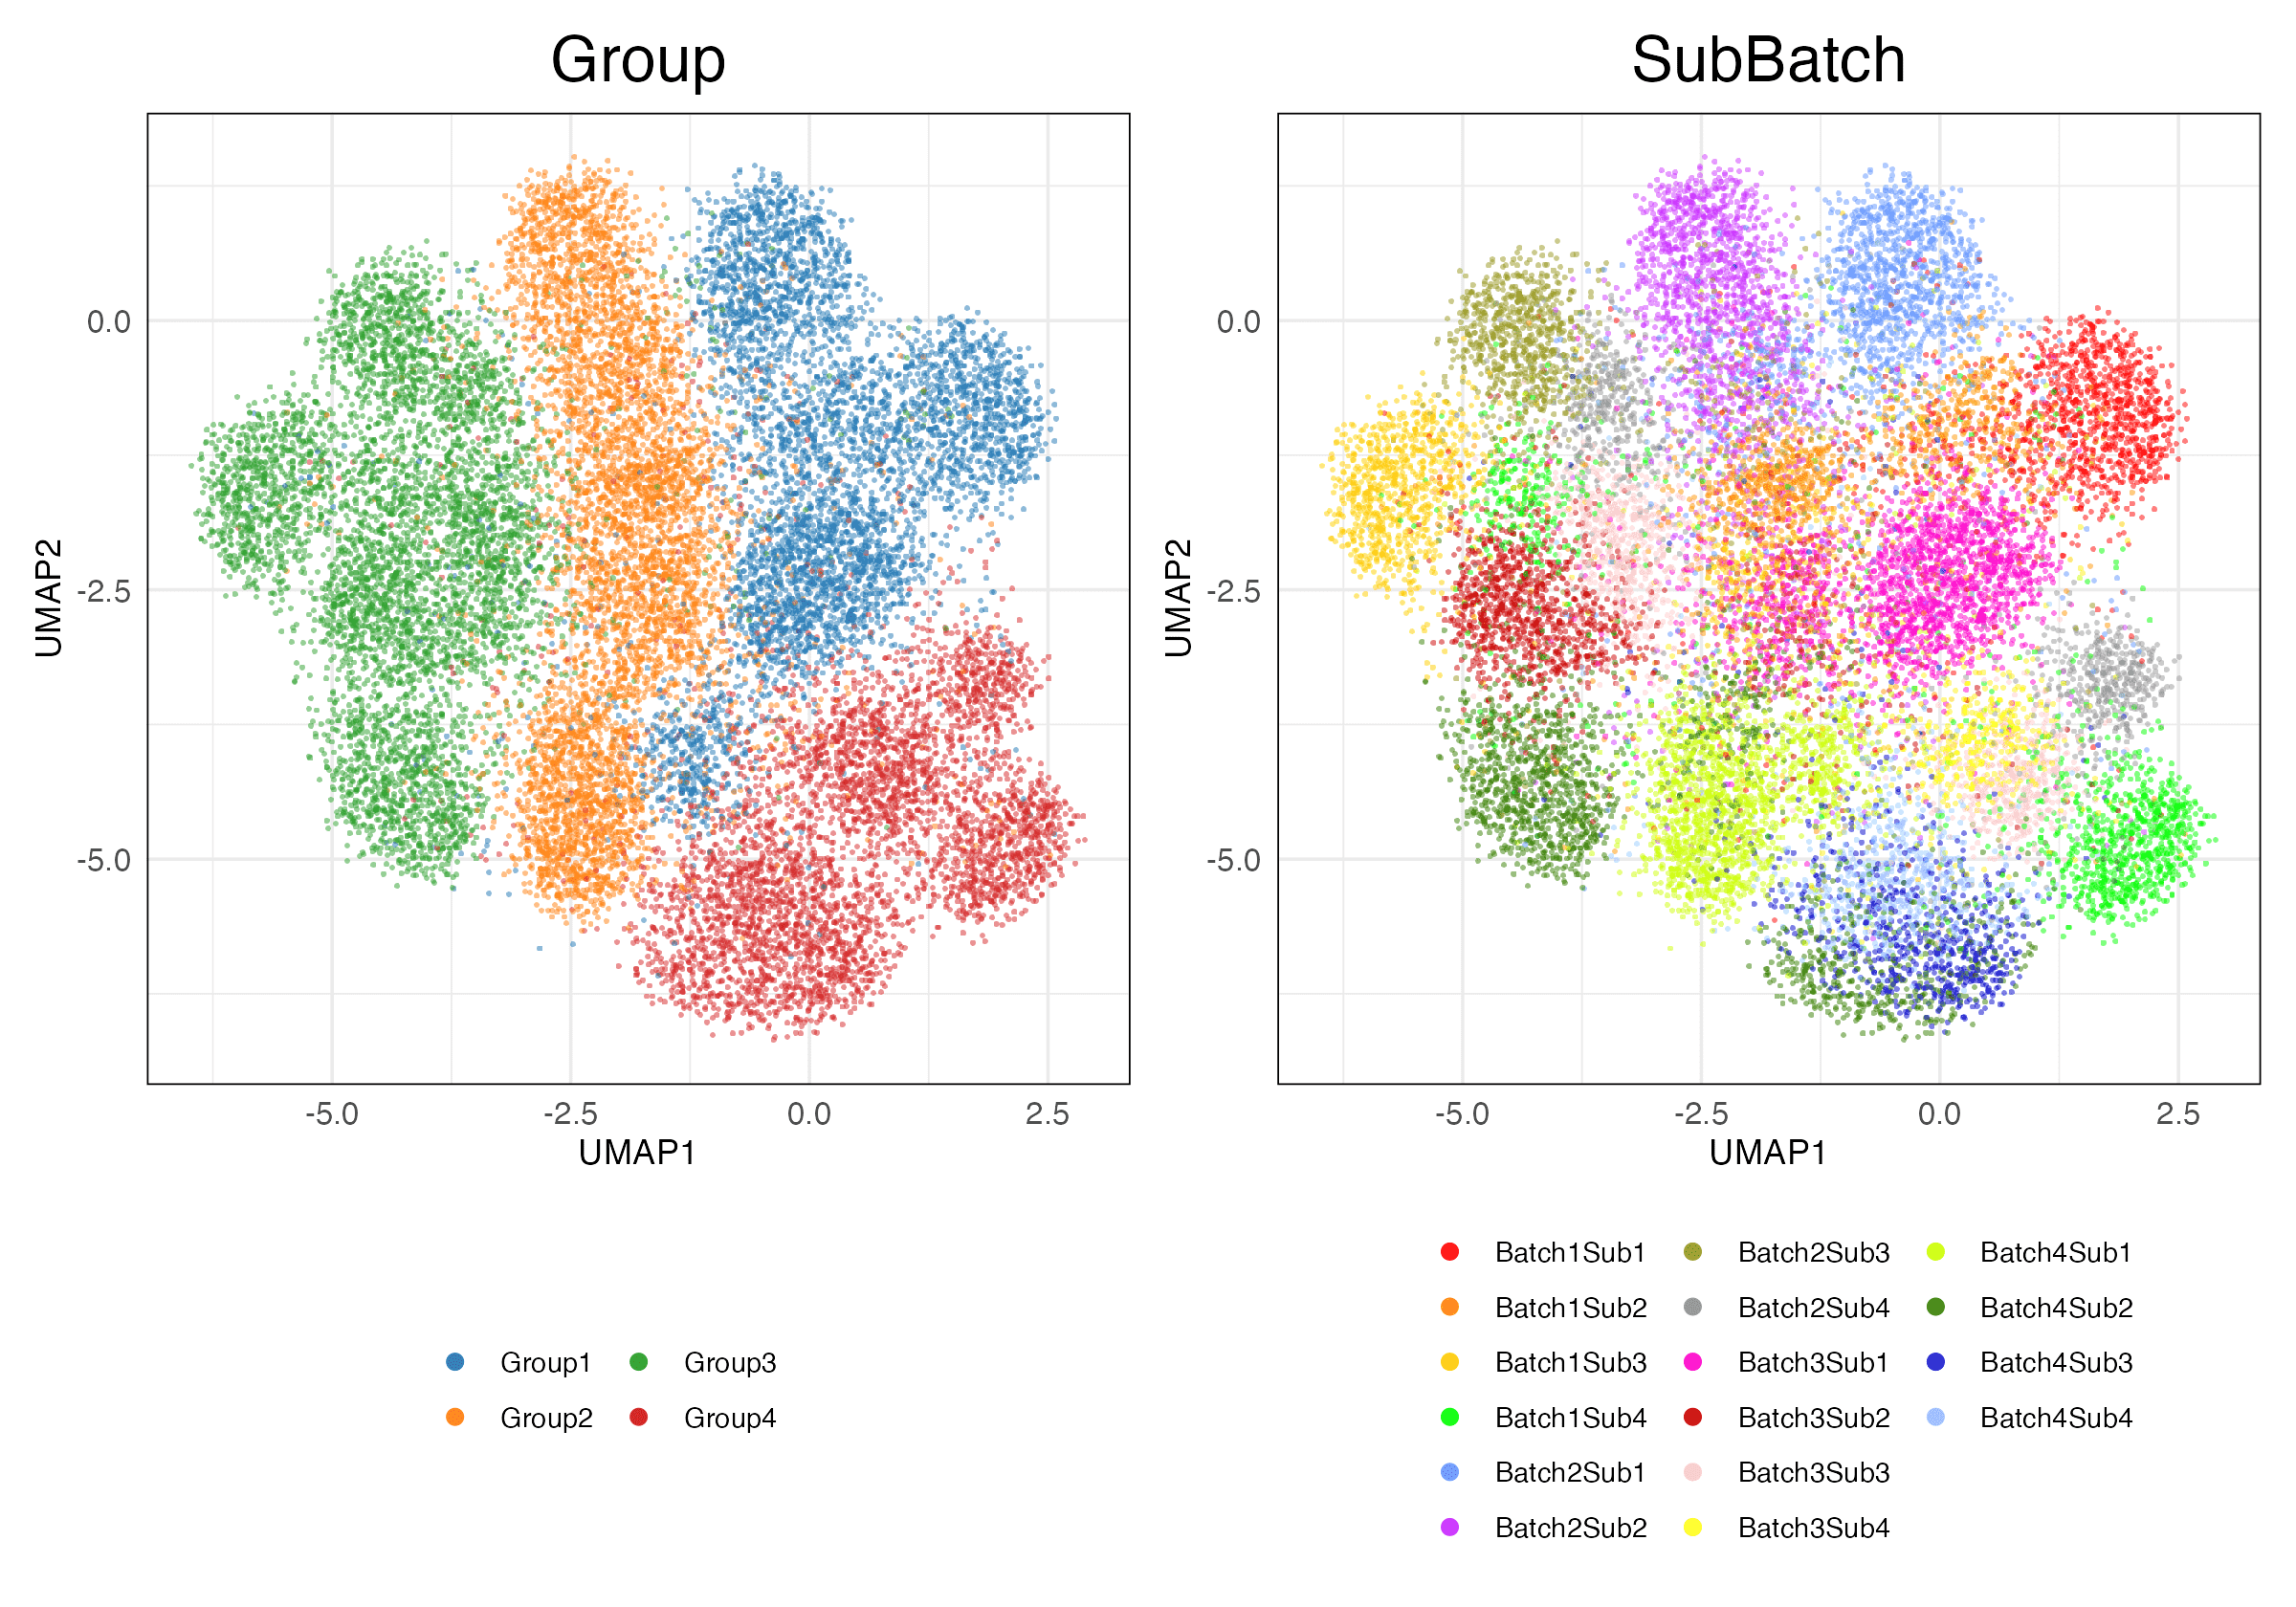 Group
SubBatch
UMAP2
0.0
-2.5
-5.0
-5.0 -2.5 0.0 2.5
UMAP1
UMAP2
0.0
-2.5
-5.0
-5.0 -2.5 0.0 2.5
UMAP1
Group1 Group3
Group2 Group4
Batch1Sub1 Batch2Sub3 Batch4Sub1
Batch1Sub2 Batch2Sub4 Batch4Sub2
Batch1Sub3 Batch3Sub1 Batch4Sub3
Batch1Sub4 Batch3Sub2 Batch4Sub4
Batch2Sub1 Batch3Sub3
Batch2Sub2 Batch3Sub4